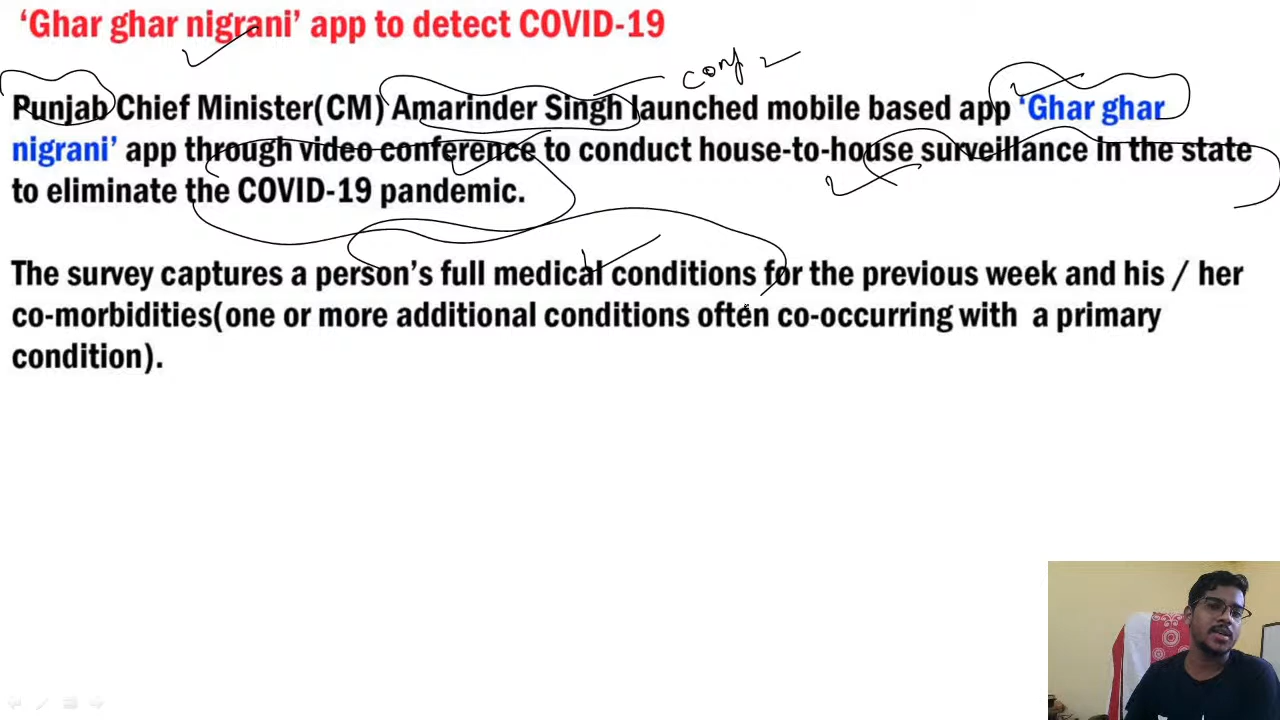 ‘Ghar ghar nigrani’ app to detect COVID-19
conf
Punjab Chief Minister(CM) Amarinder Singh launched mobile based app ‘Ghar ghar
nigrani’ app through video conference to conduct house-to-house surveillance in the state
to eliminate the COVID-19 pandemic.
The survey captures a person’s full medical conditions for the previous week and his / her
co-morbidities(one or more additional conditions often co-occurring with a primary
condition).